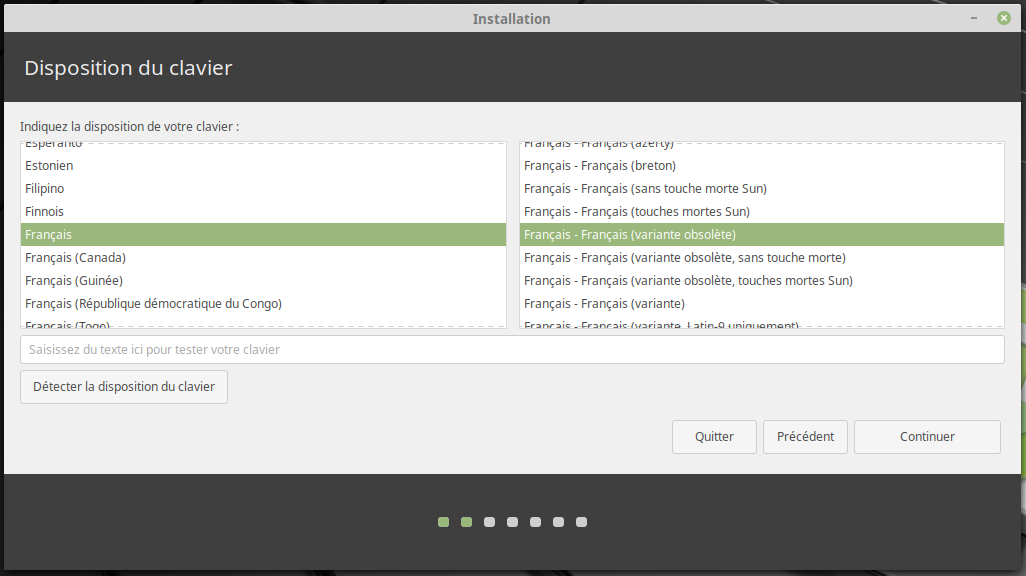 Installation
Disposition du clavier
Indiquez la disposition de votre clavier :
Esperanto
Estonien
Filipino
Finnois
Français
Français (Canada)
Français (Guinée)
Français (République démocratique du Congo)
Français (Togo)
Français - Français (azerty)
Français - Français (breton)
Français - Français (sans touche morte Sun)
Français - Français (touches mortes Sun)
Français - Français (variante obsolète)
Français - Français (variante obsolète, sans touche morte)
Français - Français (variante obsolète, touches mortes Sun)
Français - Français (variante)
Français - Français (variante, Latin-9 uniquement)
Saisissez du texte ici pour tester votre clavier
Détecter la disposition du clavier
Quitter
Précédent
Continuer